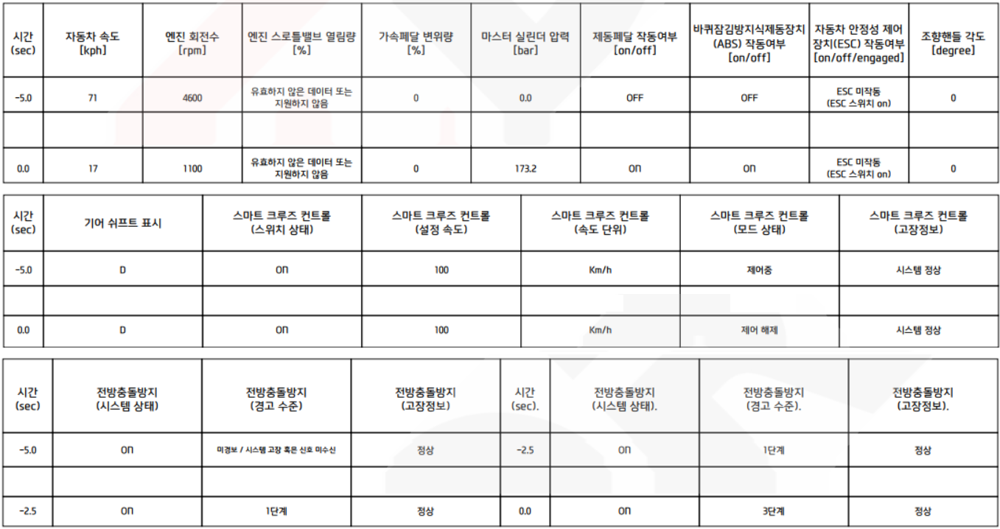 시간 자동차 속도 엔진 회전수 엔진 스로틀밸브 열림량 가속페달 변위량 마스터 실린더 압력 제동페달 작동여부 바퀴잠김방지식제동장치 자동차 안정성 제어 조향핸들 각도
(sec) [kph] [rpm] [%] [%] [bar] [on/off] (ABS) 작동여부 장치(ESC) 작동여부 [degree]
[on/off] [on/off/engaged]
-5.0 71 4600 유효하지 않은 데이터 또는 0 0.0 OFF OFF ESC 미작동 0
지원하지 않음 (ESC 스위치 on)
0.0 17 1100 유효하지 않은 데이터 또는 0 173.2 ON ON ESC 미작동 0
지원하지 않음 (ESC 스위치 on)
시간 기어 쉬프트 표시 스마트 크루즈 컨트롤 스마트 크루즈 컨트롤 스마트 크루즈 컨트롤 스마트 크루즈 컨트롤 스마트 크루즈 컨트롤
(sec) (스위치 상태) (설정 속도) (속도 단위) (모드 상태) (고장정보)
-5.0 D ON 100 Km/h 제어중 시스템 정상
0.0 D ON 100 Km/h 제어 해제 시스템 정상
시간 전방충돌방지 전방충돌방지 전방충돌방지 시간 전방충돌방지 전방충돌방지 전방충돌방지
(sec) (시스템 상태) (경고 수준) (고장정보) (sec). (시스템 상태). (경고 수준). (고장정보).
-5.0 ON 미경보 / 시스템 고장 혹은 신호 미수신 정상 -2.5 ON 1단계 정상
-2.5 ON 1단계 정상 0.0 ON 3단계 정상